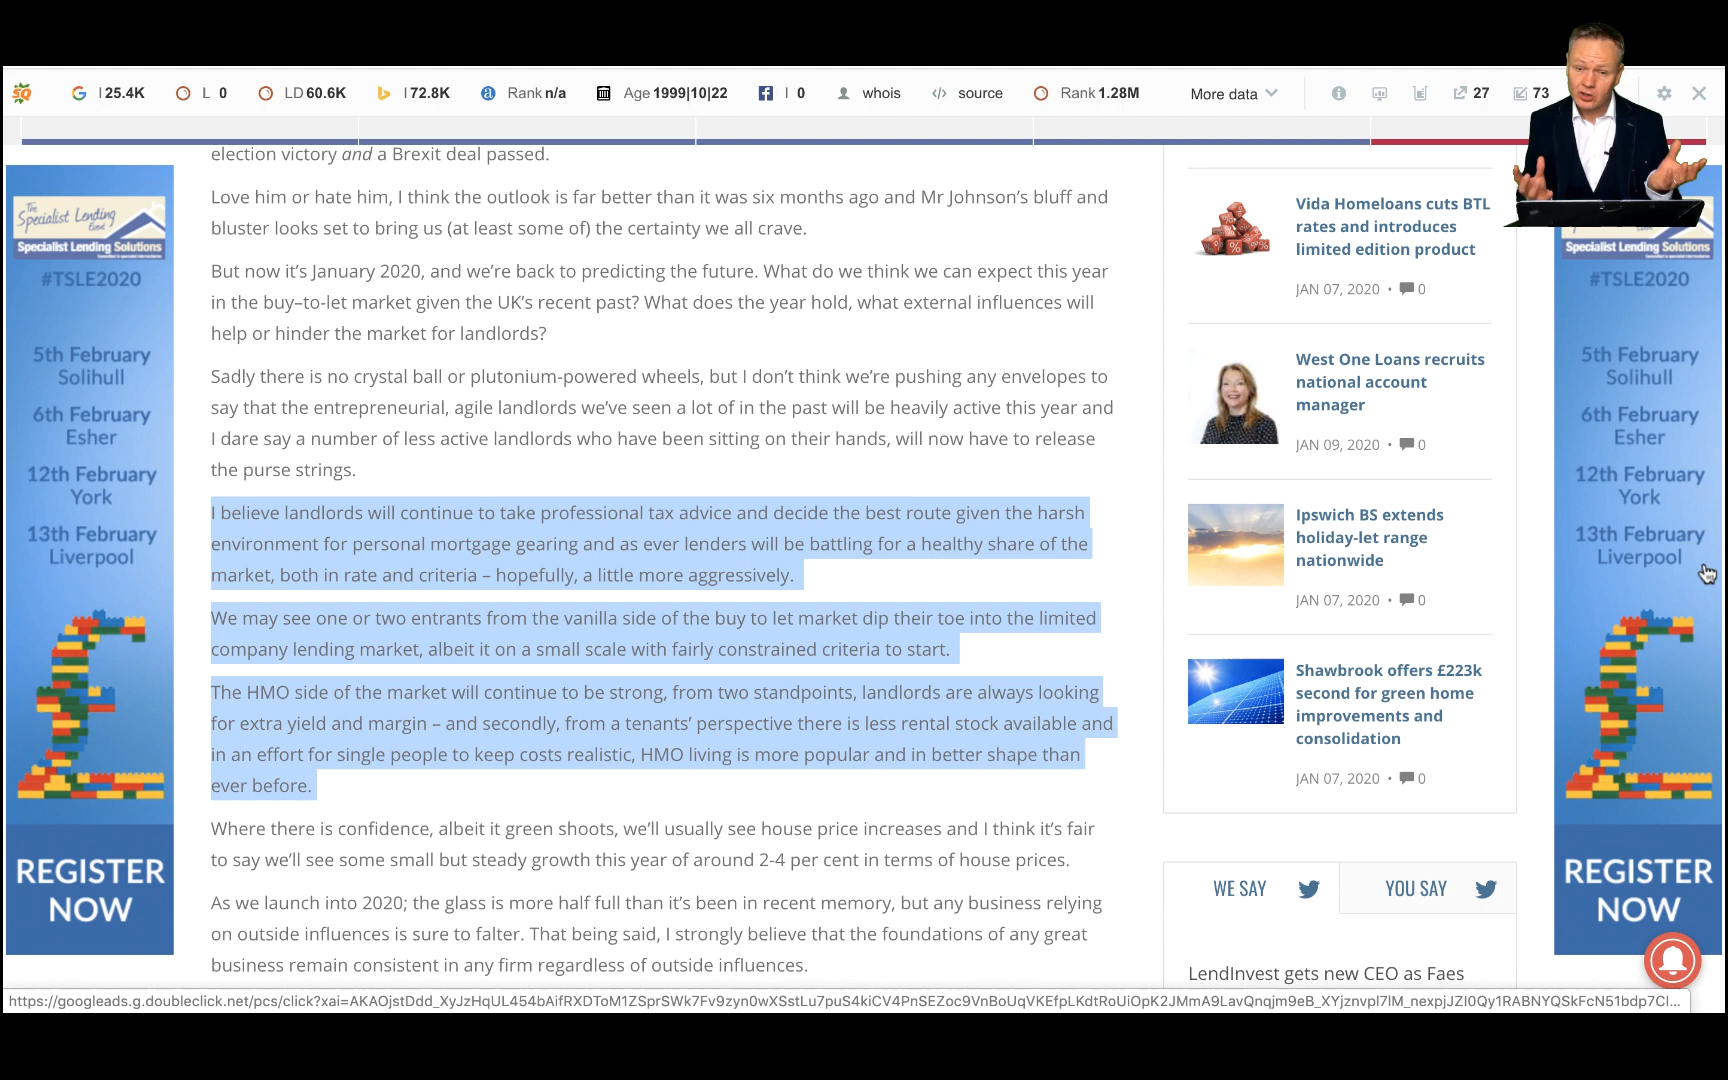 I 25.4K L 0 LD 60.6K I 72.8K Rank n/a Age 1999|10|22 I 0 whois source Rank 1.28M More data 27 73
election victory and a Brexit deal passed.
Love him or hate him, I think the outlook is far better than it was six months ago and Mr Johnson’s bluff and
bluster looks set to bring us (at least some of) the certainty we all crave.
But now it’s January 2020, and we’re back to predicting the future. What do we think we can expect this year
in the buy–to-let market given the UK’s recent past? What does the year hold, what external influences will
help or hinder the market for landlords?
Sadly there is no crystal ball or plutonium-powered wheels, but I don’t think we’re pushing any envelopes to
say that the entrepreneurial, agile landlords we’ve seen a lot of in the past will be heavily active this year and
I dare say a number of less active landlords who have been sitting on their hands, will now have to release
the purse strings.
I believe landlords will continue to take professional tax advice and decide the best route given the harsh
environment for personal mortgage gearing and as ever lenders will be battling for a healthy share of the
market, both in rate and criteria – hopefully, a little more aggressively.
We may see one or two entrants from the vanilla side of the buy to let market dip their toe into the limited
company lending market, albeit it on a small scale with fairly constrained criteria to start.
The HMO side of the market will continue to be strong, from two standpoints, landlords are always looking
for extra yield and margin – and secondly, from a tenants’ perspective there is less rental stock available and
in an effort for single people to keep costs realistic, HMO living is more popular and in better shape than
ever before.
Where there is confidence, albeit it green shoots, we’ll usually see house price increases and I think it’s fair
to say we’ll see some small but steady growth this year of around 2-4 per cent in terms of house prices.
As we launch into 2020; the glass is more half full than it’s been in recent memory, but any business relying
on outside influences is sure to falter. That being said, I strongly believe that the foundations of any great
business remain consistent in any firm regardless of outside influences.
The
Specialist Lending
Event
Specialist Lending Solutions
#TSLE2020
5th February
Solihull
6th February
Esher
12th February
York
13th February
Liverpool
REGISTER
NOW
Vida Homeloans cuts BTL
rates and introduces
limited edition product
JAN 07, 2020 • 0
West One Loans recruits
national account
manager
JAN 09, 2020 • 0
Ipswich BS extends
holiday-let range
nationwide
JAN 07, 2020 • 0
Shawbrook offers £223k
second for green home
improvements and
consolidation
JAN 07, 2020 • 0
WE SAY
YOU SAY
LendInvest gets new CEO as Faes
Specialist Lending Solutions
#TSLE2020
5th February
Solihull
6th February
Esher
12th February
York
13th February
Liverpool
REGISTER
NOW